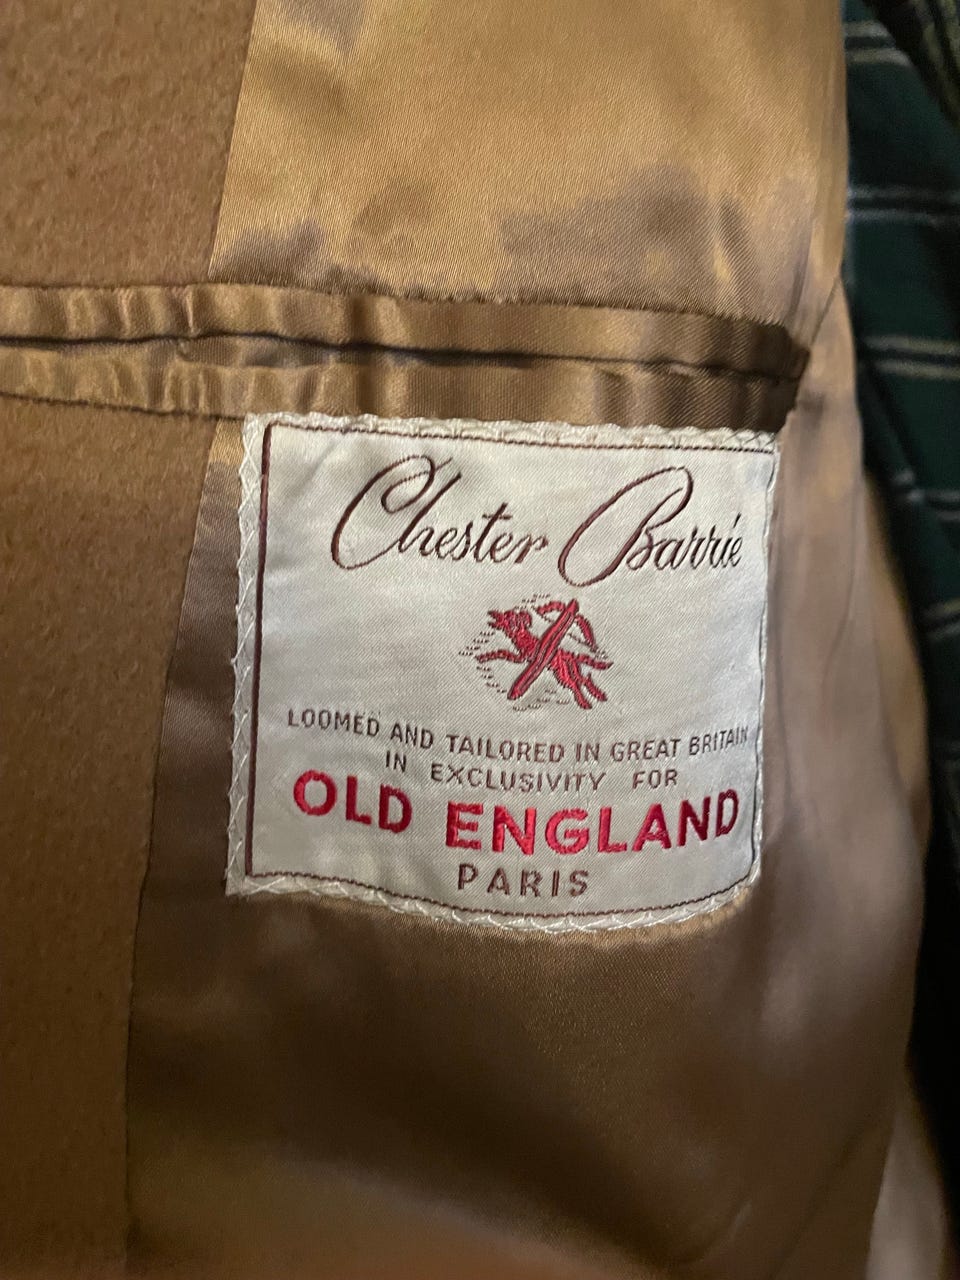 Chester Barrie
LOOMED AND TAILORED IN GREAT BRITAIN
IN EXCLUSIVITY FOR
OLD ENGLAND
PARIS